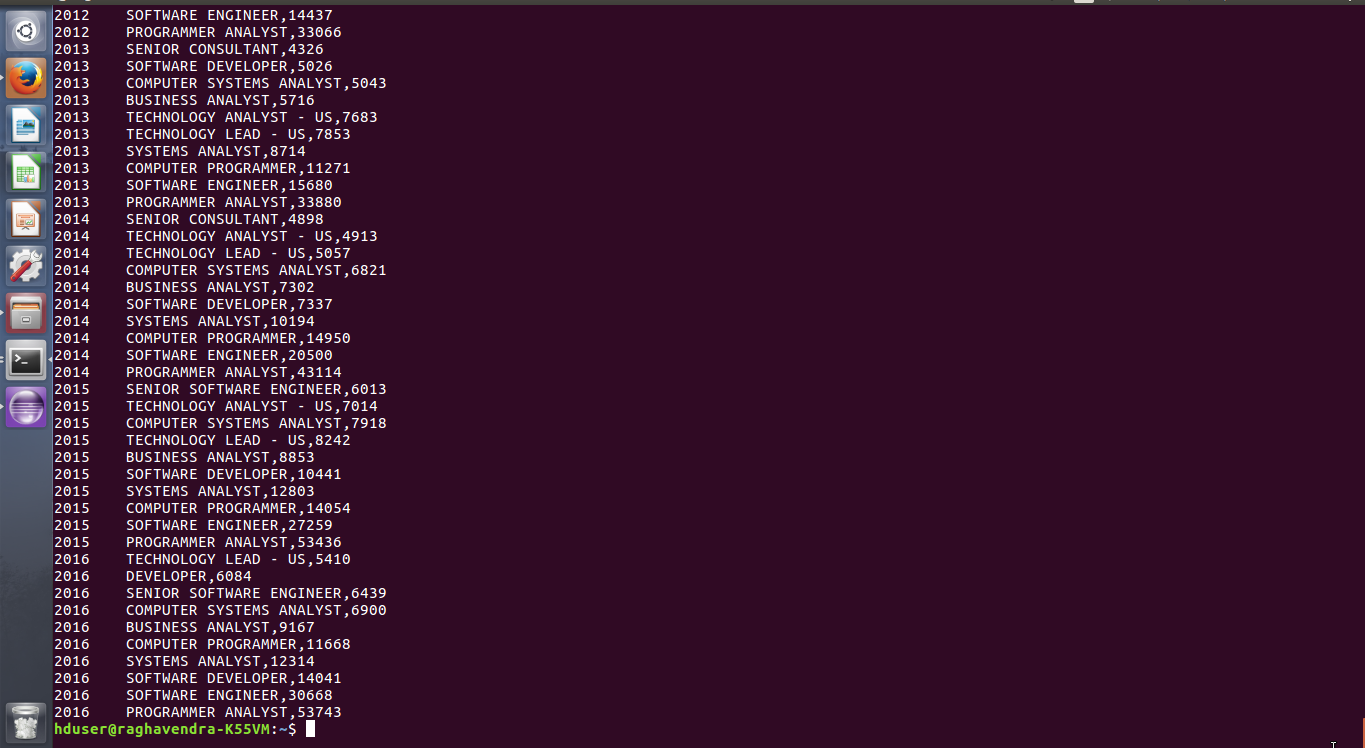 2012    SOFTWARE ENGINEER,14437
2012    PROGRAMMER ANALYST,33066
2013    SENIOR CONSULTANT,4326
2013    SOFTWARE DEVELOPER,5026
2013    COMPUTER SYSTEMS ANALYST,5043
2013    BUSINESS ANALYST,5716
2013    TECHNOLOGY ANALYST - US,7683
2013    TECHNOLOGY LEAD - US,7853
2013    SYSTEMS ANALYST,8714
2013    COMPUTER PROGRAMMER,11271
2013    SOFTWARE ENGINEER,15680
2013    PROGRAMMER ANALYST,33880
2014    SENIOR CONSULTANT,4898
2014    TECHNOLOGY ANALYST - US,4913
2014    TECHNOLOGY LEAD - US,5057
2014    COMPUTER SYSTEMS ANALYST,6821
2014    BUSINESS ANALYST,7302
2014    SOFTWARE DEVELOPER,7337
2014    SYSTEMS ANALYST,10194
2014    COMPUTER PROGRAMMER,14950
2014    SOFTWARE ENGINEER,20500
2014    PROGRAMMER ANALYST,43114
2015    SENIOR SOFTWARE ENGINEER,6013
2015    TECHNOLOGY ANALYST - US,7014
2015    COMPUTER SYSTEMS ANALYST,7918
2015    TECHNOLOGY LEAD - US,8242
2015    BUSINESS ANALYST,8853
2015    SOFTWARE DEVELOPER,10441
2015    SYSTEMS ANALYST,12803
2015    COMPUTER PROGRAMMER,14054
2015    SOFTWARE ENGINEER,27259
2015    PROGRAMMER ANALYST,53436
2016    TECHNOLOGY LEAD - US,5410
2016    DEVELOPER,6084
2016    SENIOR SOFTWARE ENGINEER,6439
2016    COMPUTER SYSTEMS ANALYST,6900
2016    BUSINESS ANALYST,9167
2016    COMPUTER PROGRAMMER,11668
2016    SYSTEMS ANALYST,12314
2016    SOFTWARE DEVELOPER,14041
2016    SOFTWARE ENGINEER,30668
2016    PROGRAMMER ANALYST,53743
hduser@raghavendra-K55VM:~$